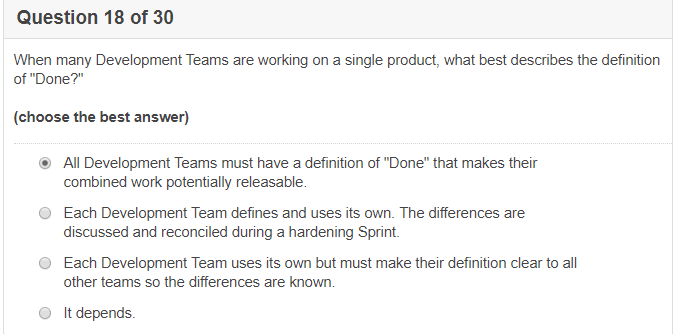 Question 18 of 30
When many Development Teams are working on a single product, what best describes the definition
of "Done?"
(choose the best answer)
All Development Teams must have a definition of "Done" that makes their
combined work potentially releasable.
Each Development Team defines and uses its own. The differences are
discussed and reconciled during a hardening Sprint.
Each Development Team uses its own but must make their definition clear to all
other teams so the differences are known.
It depends.